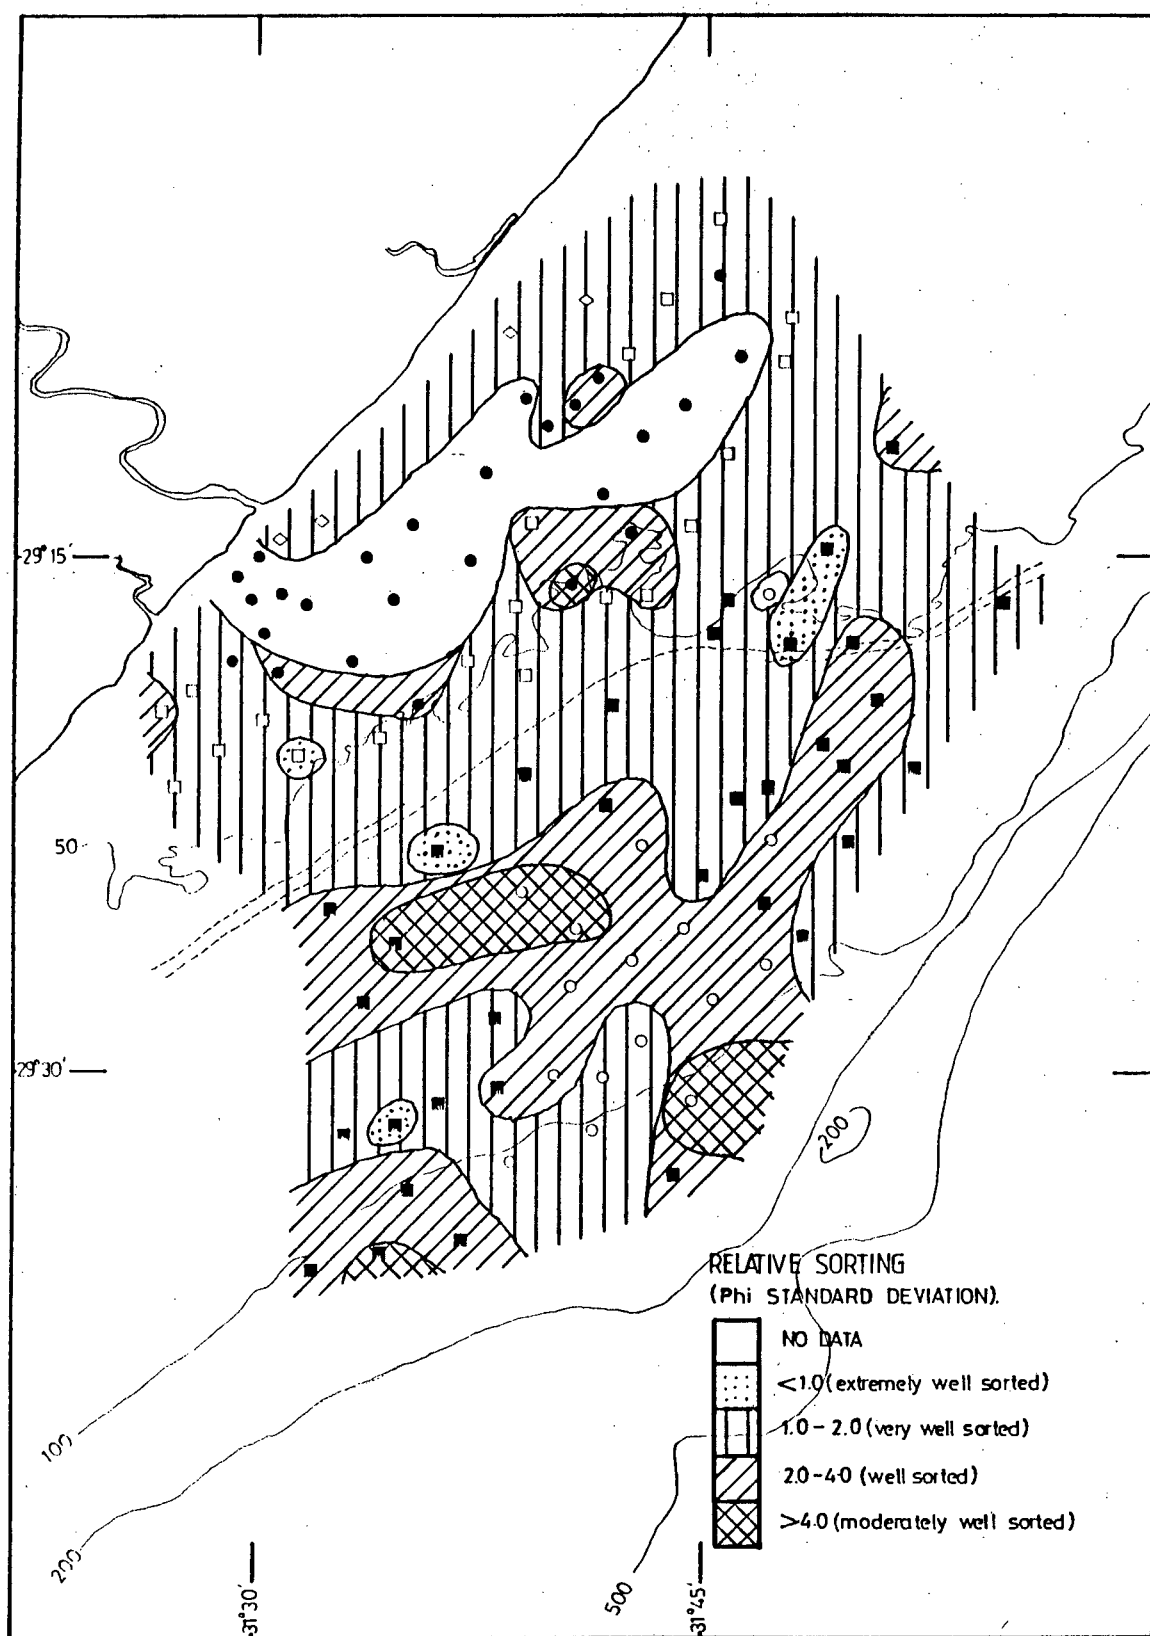 29°15'
50
29°30'
200
RELATIVE SORTING
(Phi STANDARD DEVIATION).
NO DATA
<1.0 (extremely well sorted)
1.0-2.0 (very well sorted)
2.0-4.0 (well sorted)
>4.0 (moderately well sorted)
100
200
31°30'
500
31°45'